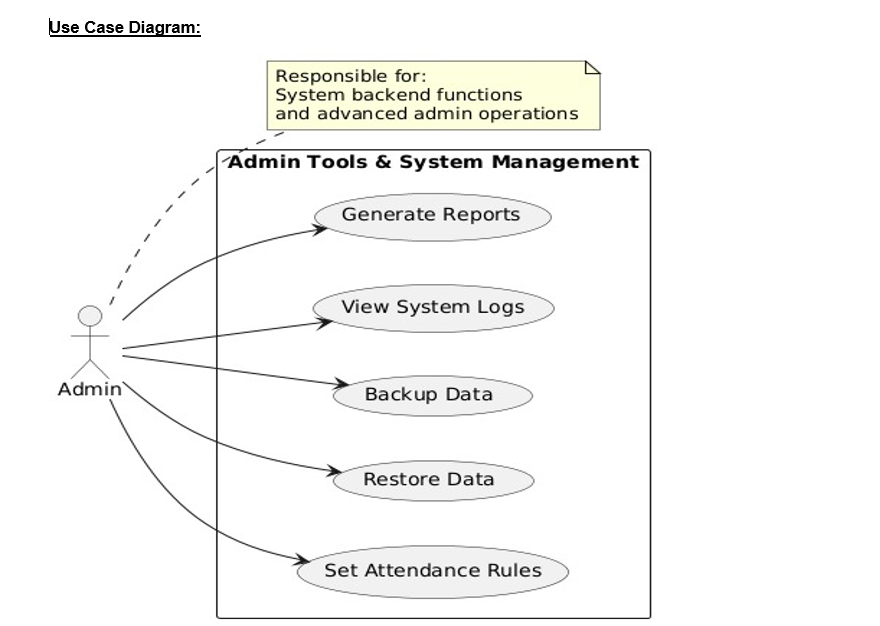 Use Case Diagram:
Responsible for:
System backend functions
and advanced admin operations
Admin Tools & System Management
Generate Reports
View System Logs
Backup Data
Admin
Restore Data
Set Attendance Rules